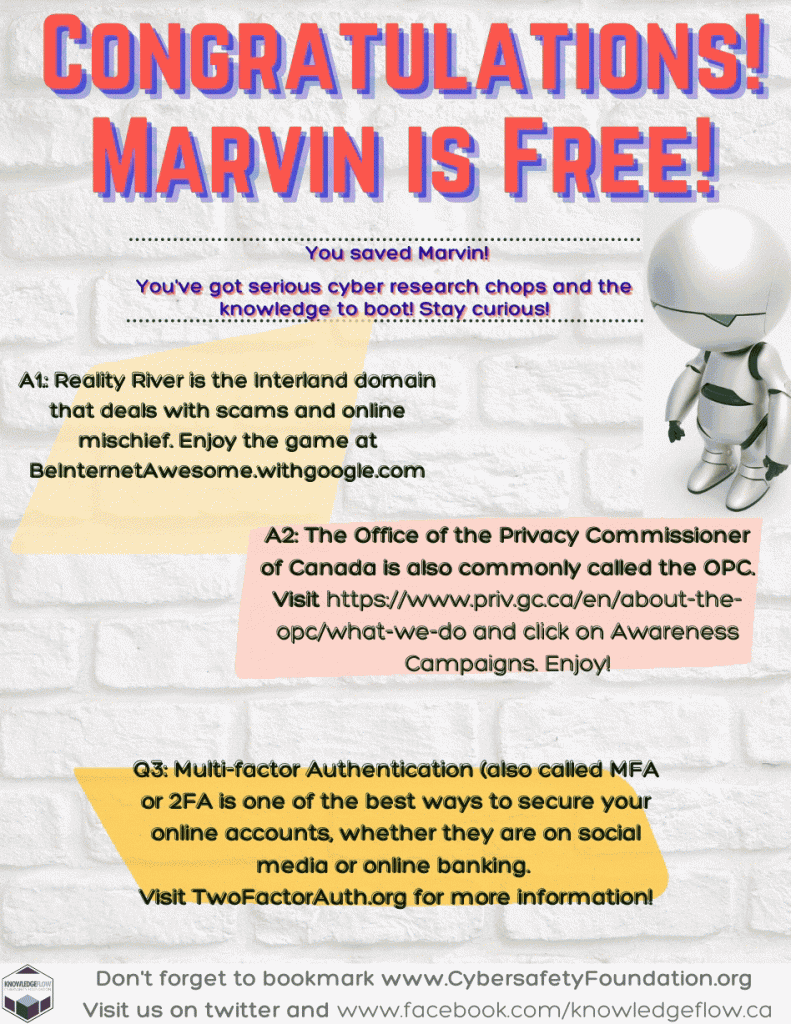 CONGRATULATIONS!
MARVIN IS FREE!
You saved Marvin!
You've got serious cyber research chops and the
knowledge to boot! Stay curious!
A1.: Reality River is the Interland domain
that deals with scams and online
mischief. Enjoy the game at
BeInternetAwesome.withgoogle.com
A2: The Office of the Privacy Commissioner
of Canada is also commonly called the OPC.
Visit https://www.priv.gc.ca/en/about-the-
opc/what-we-do and click on Awareness
Campaigns. Enjoy!
Q3: Multi-factor Authentication (also called MFA
or 2FA is one of the best ways to secure your
online accounts, whether they are on social
media or online banking.
Visit TwoFactorAuth.org for more information!
KNOWLEDGEFLOW
Don't forget to bookmark www.CybersafetyFoundation.org
Visit us on twitter and www.facebook.com/knowledgeflow.ca